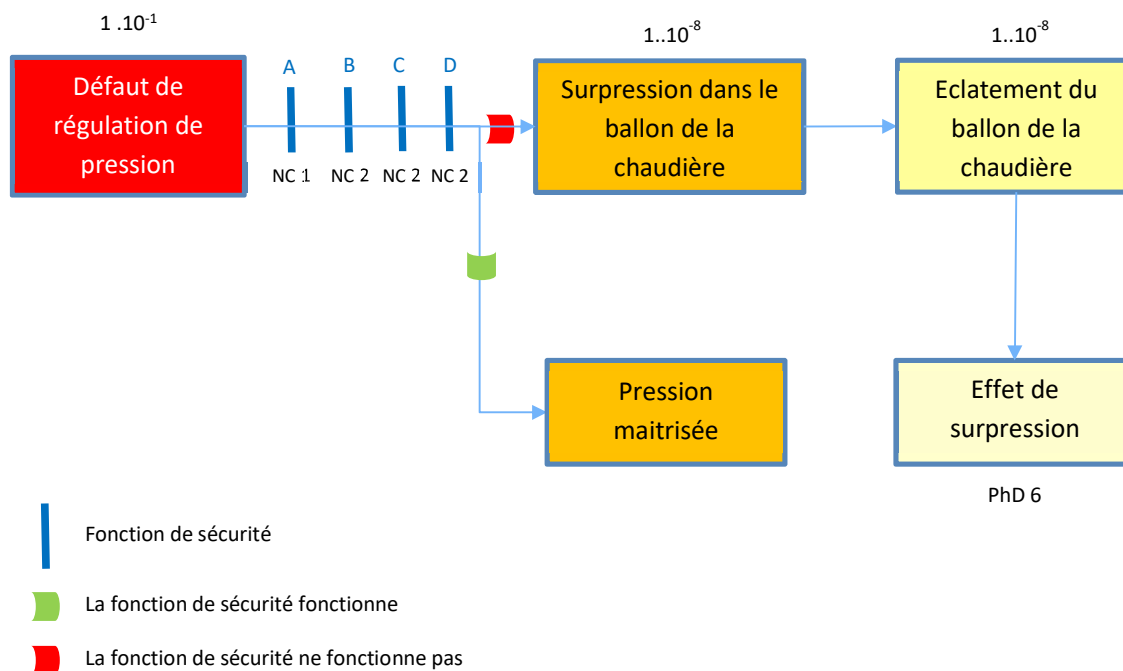 1 .10⁻¹
1..10⁻⁸
1..10⁻⁸
Défaut de
régulation de
pression
A B C D
NC 1 NC 2 NC 2 NC 2
Surpression dans le
ballon de la
chaudière
Eclatement du
ballon de la
chaudière
Pression
maitrisée
Effet de
surpression
PhD 6
Fonction de sécurité
La fonction de sécurité fonctionne
La fonction de sécurité ne fonctionne pas